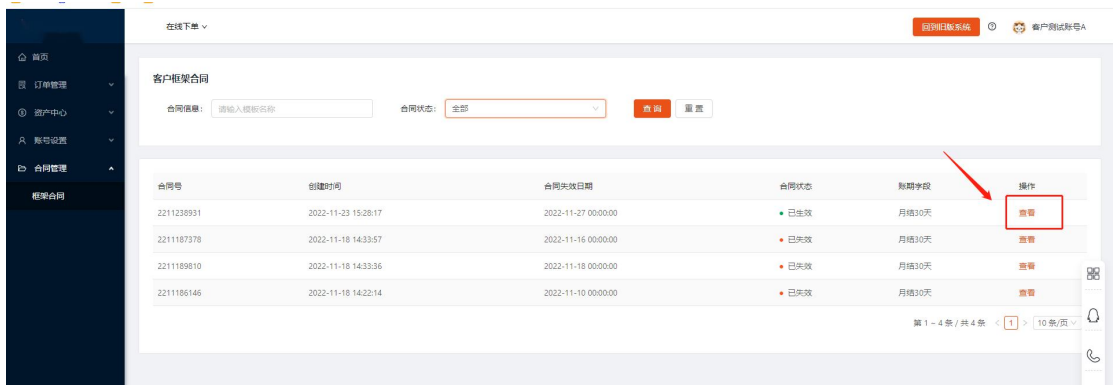 在线下单
回到旧版系统
客户测试账号A
首页
订单管理
资产中心
账号设置
合同管理
框架合同
客户框架合同
合同信息: 请输入模板名称 合同状态: 全部 查询 重置
合同号 创建时间 合同失效日期 合同状态 账期字段 操作
2211238931 2022-11-23 15:28:17 2022-11-27 00:00:00 已生效 月结30天 查看
2211187378 2022-11-18 14:33:57 2022-11-16 00:00:00 已失效 月结30天 查看
2211189810 2022-11-18 14:33:36 2022-11-18 00:00:00 已失效 月结30天 查看
2211186146 2022-11-18 14:22:14 2022-11-10 00:00:00 已失效 月结30天 查看
第 1 - 4 条 / 共 4 条 < 1 > 10 条/页